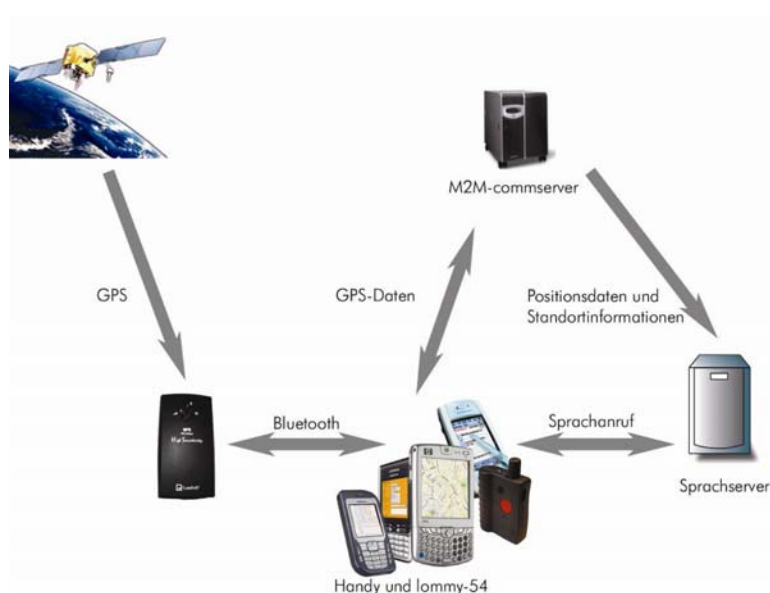 M2M-commserver
GPS
GPS-Daten
Positionsdaten und
Standortinformationen
Bluetooth
Sprachanruf
Sprachserver
Handy und lommy-54